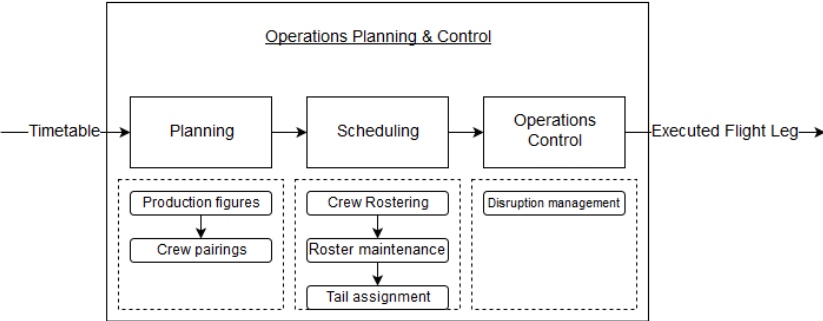 Operations Planning & Control
Timetable
Planning
Scheduling
Operations
Control
Executed Flight Leg
Production figures
Crew pairings
Crew Rostering
Roster maintenance
Tail assignment
Disruption management